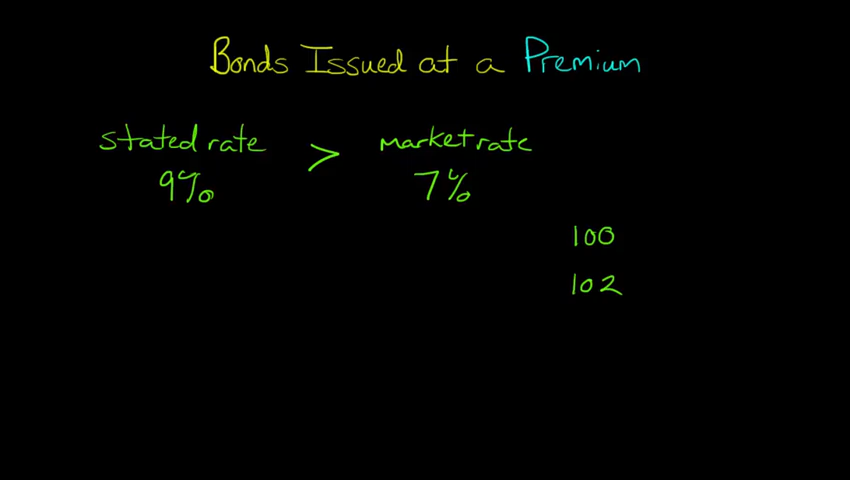 Bonds Issued at a Premium
stated rate > market rate
9% 7%
100
102